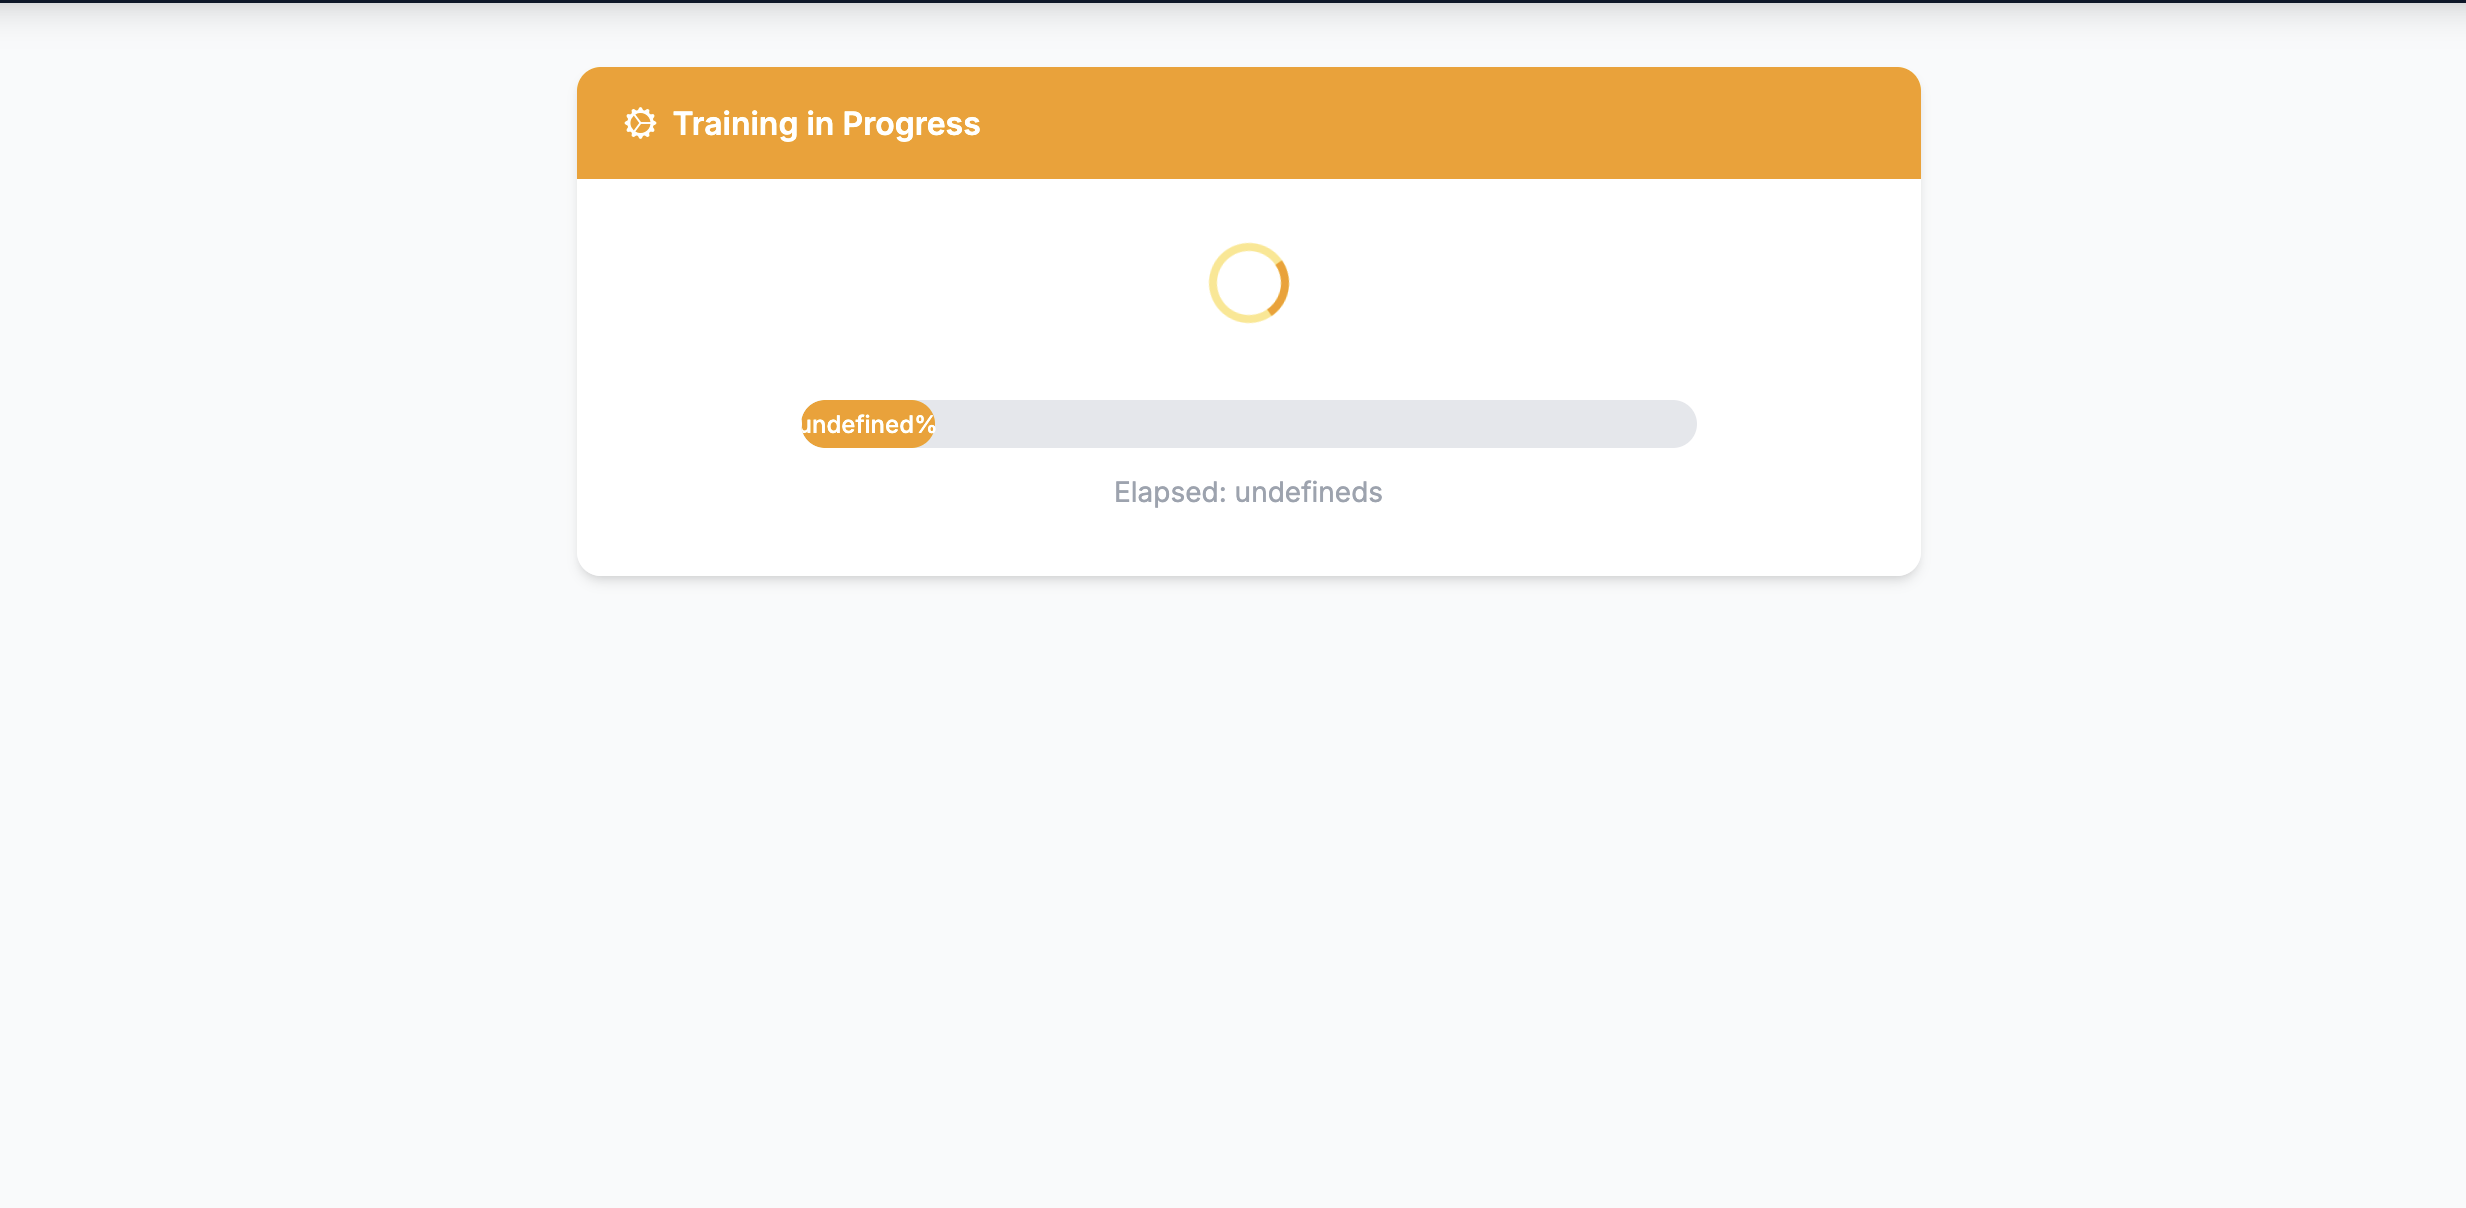 Training in Progress
undefined%
Elapsed: undefineds